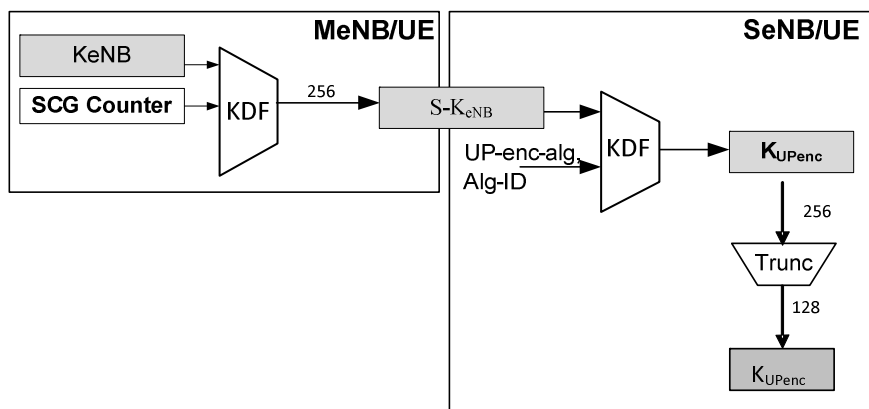 MeNB/UE
KeNB
SCG Counter
KDF
256
S-KeNB
SeNB/UE
UP-enc-alg,
Alg-ID
KDF
KUPenc
256
Trunc
128
KUPenc